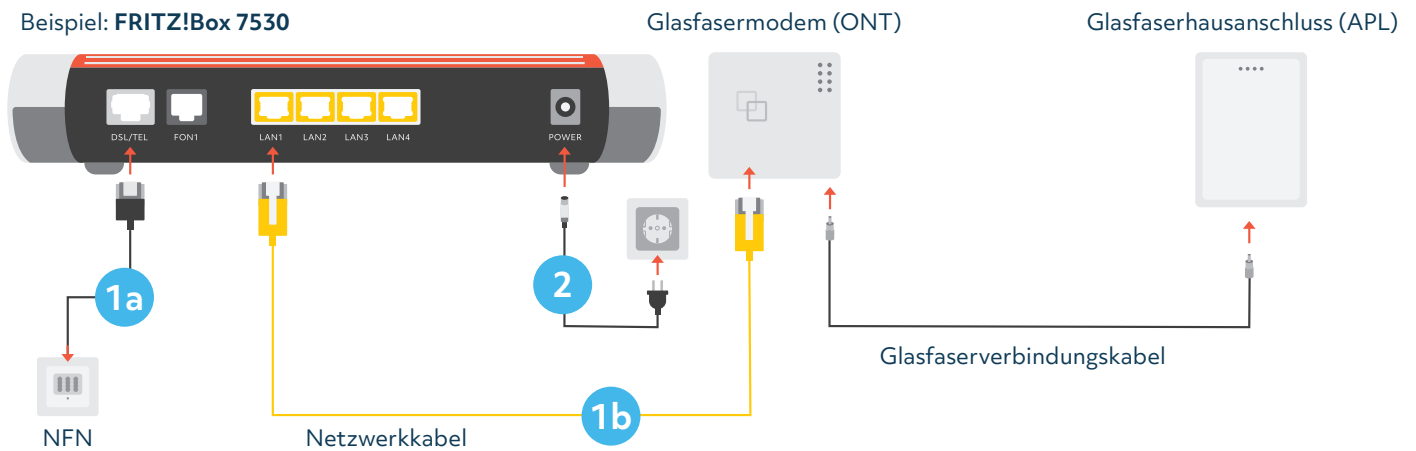 Beispiel: FRITZ!Box 7530
Glasfasermodem (ONT)
Glasfaserhausanschluss (APL)
DSL/TEL
FON1
LAN1
LAN2
LAN3
LAN4
POWER
1a
2
Glasfaserverbindungskabel
1b
NFN
Netzwerkkabel